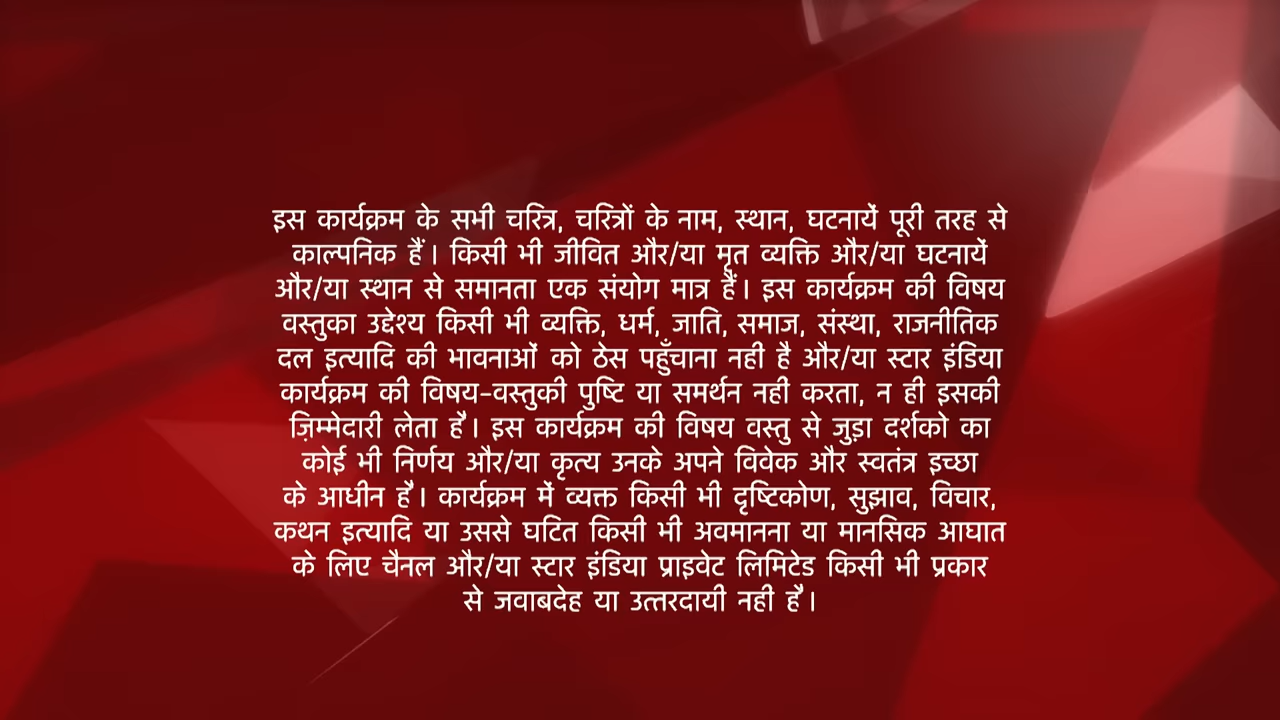 इस कार्यक्रम के सभी चरित्र, चरित्रों के नाम, स्थान, घटनायें पूरी तरह से
काल्पनिक हैं। किसी भी जीवित और/या मृत व्यक्ति और/या घटनायें
और/या स्थान से समानता एक संयोग मात्र हैं। इस कार्यक्रम की विषय
वस्तुका उद्देश्य किसी भी व्यक्ति, धर्म, जाति, समाज, संस्था, राजनीतिक
दल इत्यादि की भावनाओं को ठेस पहुँचाना नही है और/या स्टार इंडिया
कार्यक्रम की विषय-वस्तुकी पुष्टि या समर्थन नही करता, न ही इसकी
ज़िम्मेदारी लेता हैं। इस कार्यक्रम की विषय वस्तु से जुड़ा दर्शको का
कोई भी निर्णय और/या कृत्य उनके अपने विवेक और स्वतंत्र इच्छा
के आधीन हैं। कार्यक्रम में व्यक्त किसी भी दृष्टिकोण, सुझाव, विचार,
कथन इत्यादि या उससे घटित किसी भी अवमानना या मानसिक आघात
के लिए चैनल और/या स्टार इंडिया प्राइवेट लिमिटेड किसी भी प्रकार
से जवाबदेह या उत्तरदायी नही हैं।